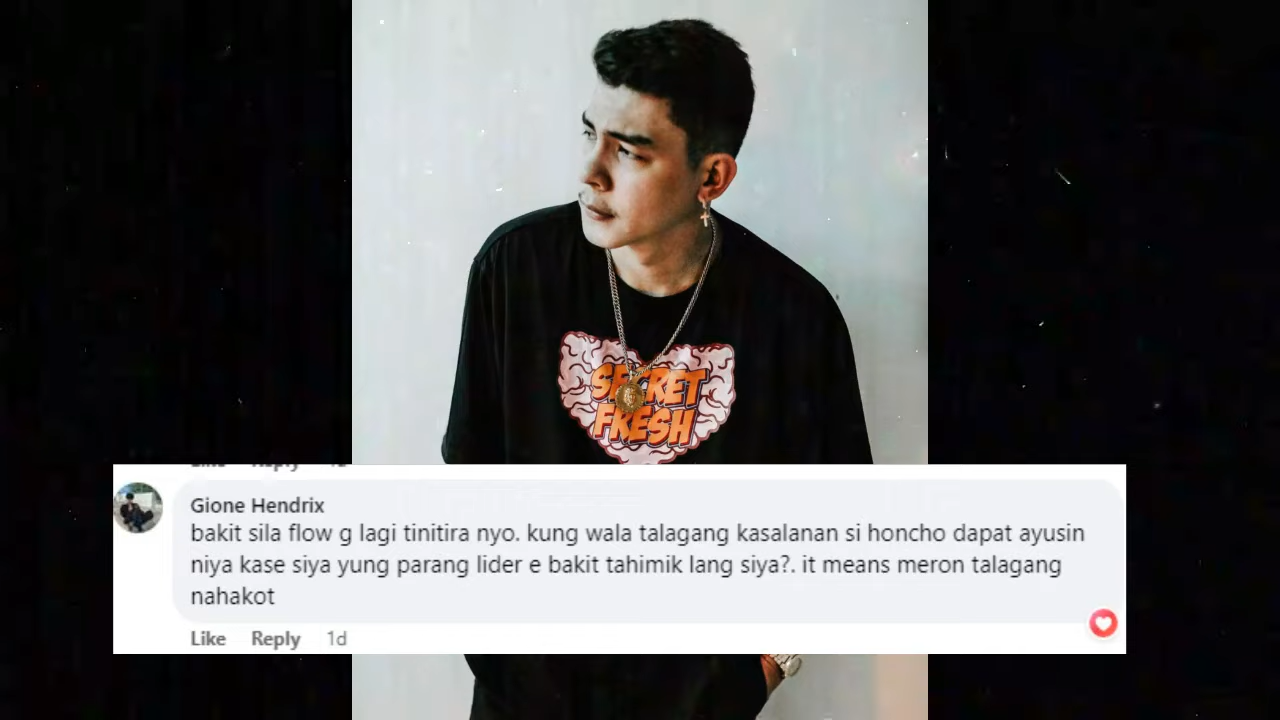 SECRET
FRESH
Gione Hendrix
bakit sila flow g lagi tinitira nyo. kung wala talagang kasalanan si honcho dapat ayusin
niya kase siya yung parang lider e bakit tahimik lang siya?. it means meron talagang
nahakot
Like Reply 1d